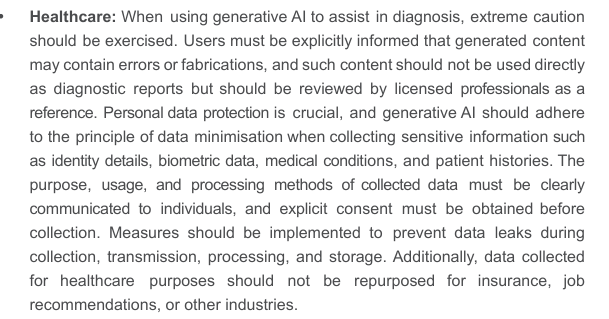 • Healthcare: When using generative AI to assist in diagnosis, extreme caution
should be exercised. Users must be explicitly informed that generated content
may contain errors or fabrications, and such content should not be used directly
as diagnostic reports but should be reviewed by licensed professionals as a
reference. Personal data protection is crucial, and generative AI should adhere
to the principle of data minimisation when collecting sensitive information such
as identity details, biometric data, medical conditions, and patient histories. The
purpose, usage, and processing methods of collected data must be clearly
communicated to individuals, and explicit consent must be obtained before
collection. Measures should be implemented to prevent data leaks during
collection, transmission, processing, and storage. Additionally, data collected
for healthcare purposes should not be repurposed for insurance, job
recommendations, or other industries.